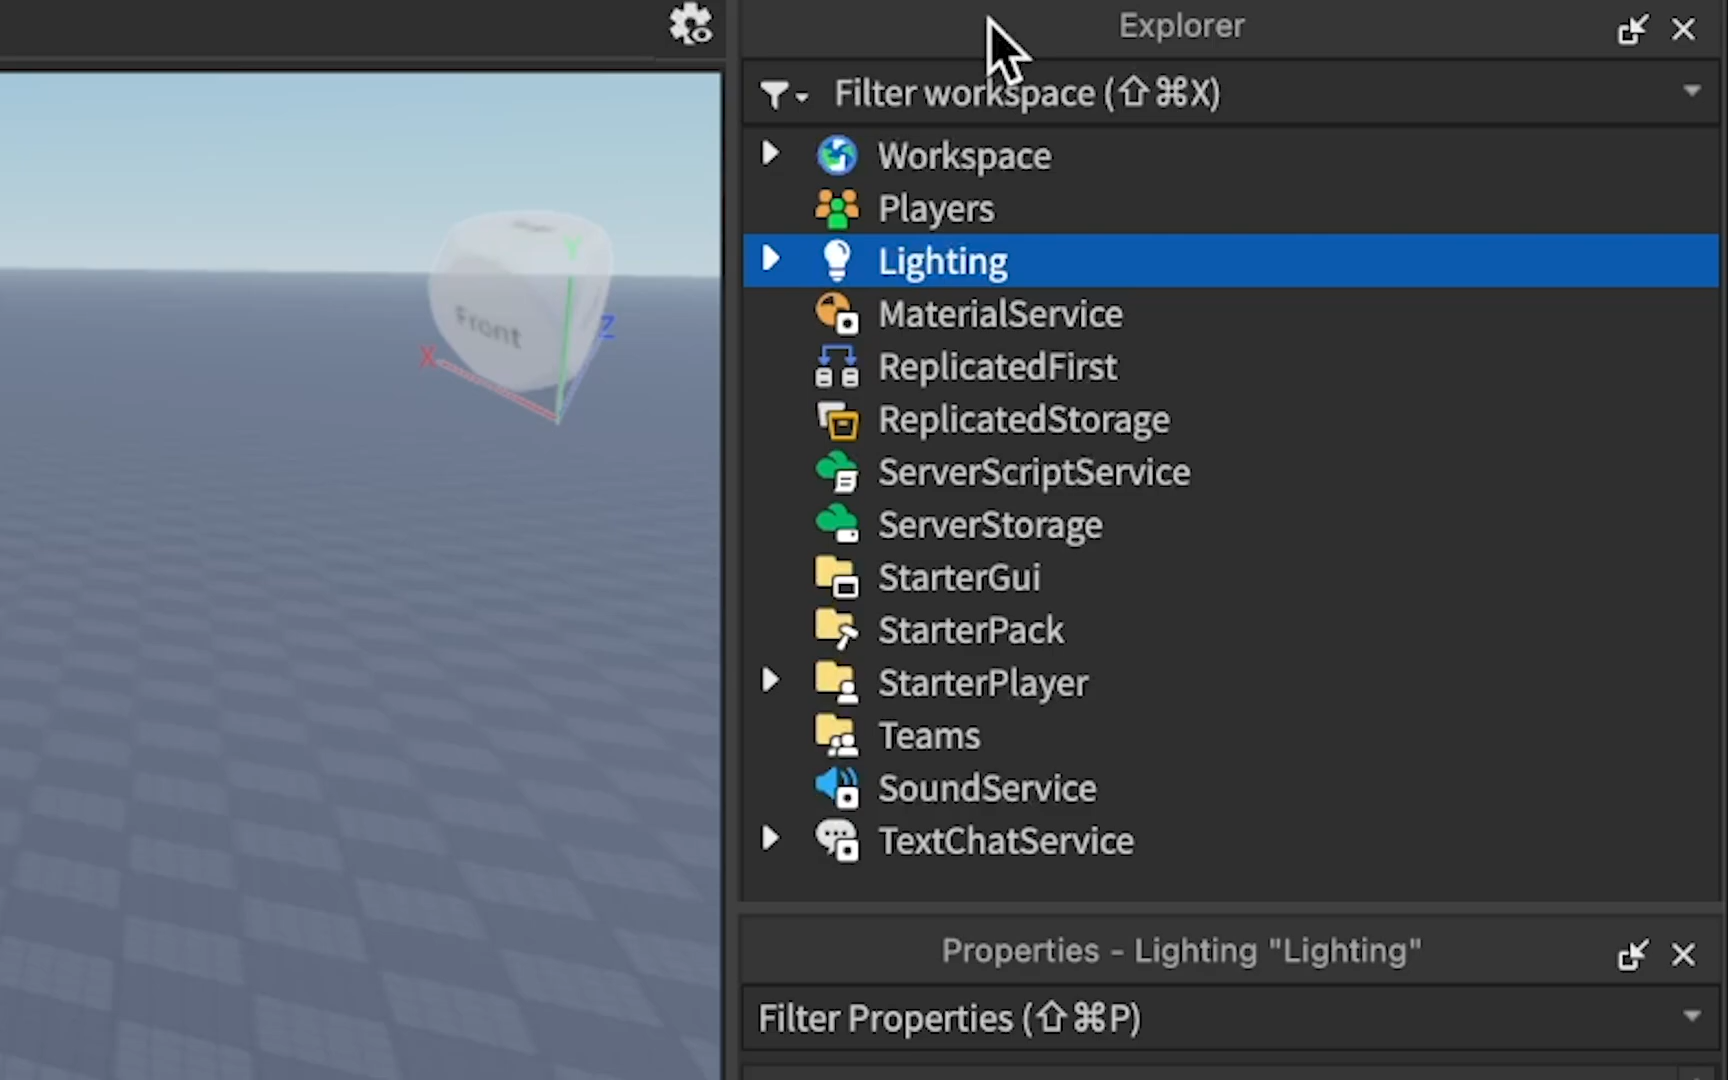 Explorer
Filter workspace (⇧⌘X)
Workspace
Players
Lighting
MaterialService
ReplicatedFirst
ReplicatedStorage
ServerScriptService
ServerStorage
StarterGui
StarterPack
StarterPlayer
Teams
SoundService
TextChatService
Properties - Lighting "Lighting"
Filter Properties (⇧⌘P)
Front
Y
Z
X